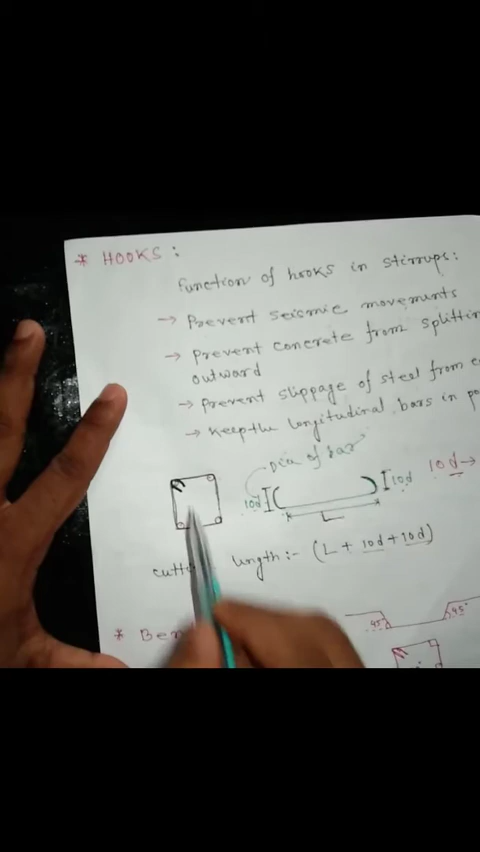 * HOOKS :
Function of hooks in stirrups:
→ Prevent seismic movements
→ Prevent concrete from
outward
→ Prevent slippage of steel from
→ Keep the longitudinal bars in
Dia of bar
10d
10d
10d →
L
length:- (L + 10d + 10d)
*
45°
45°